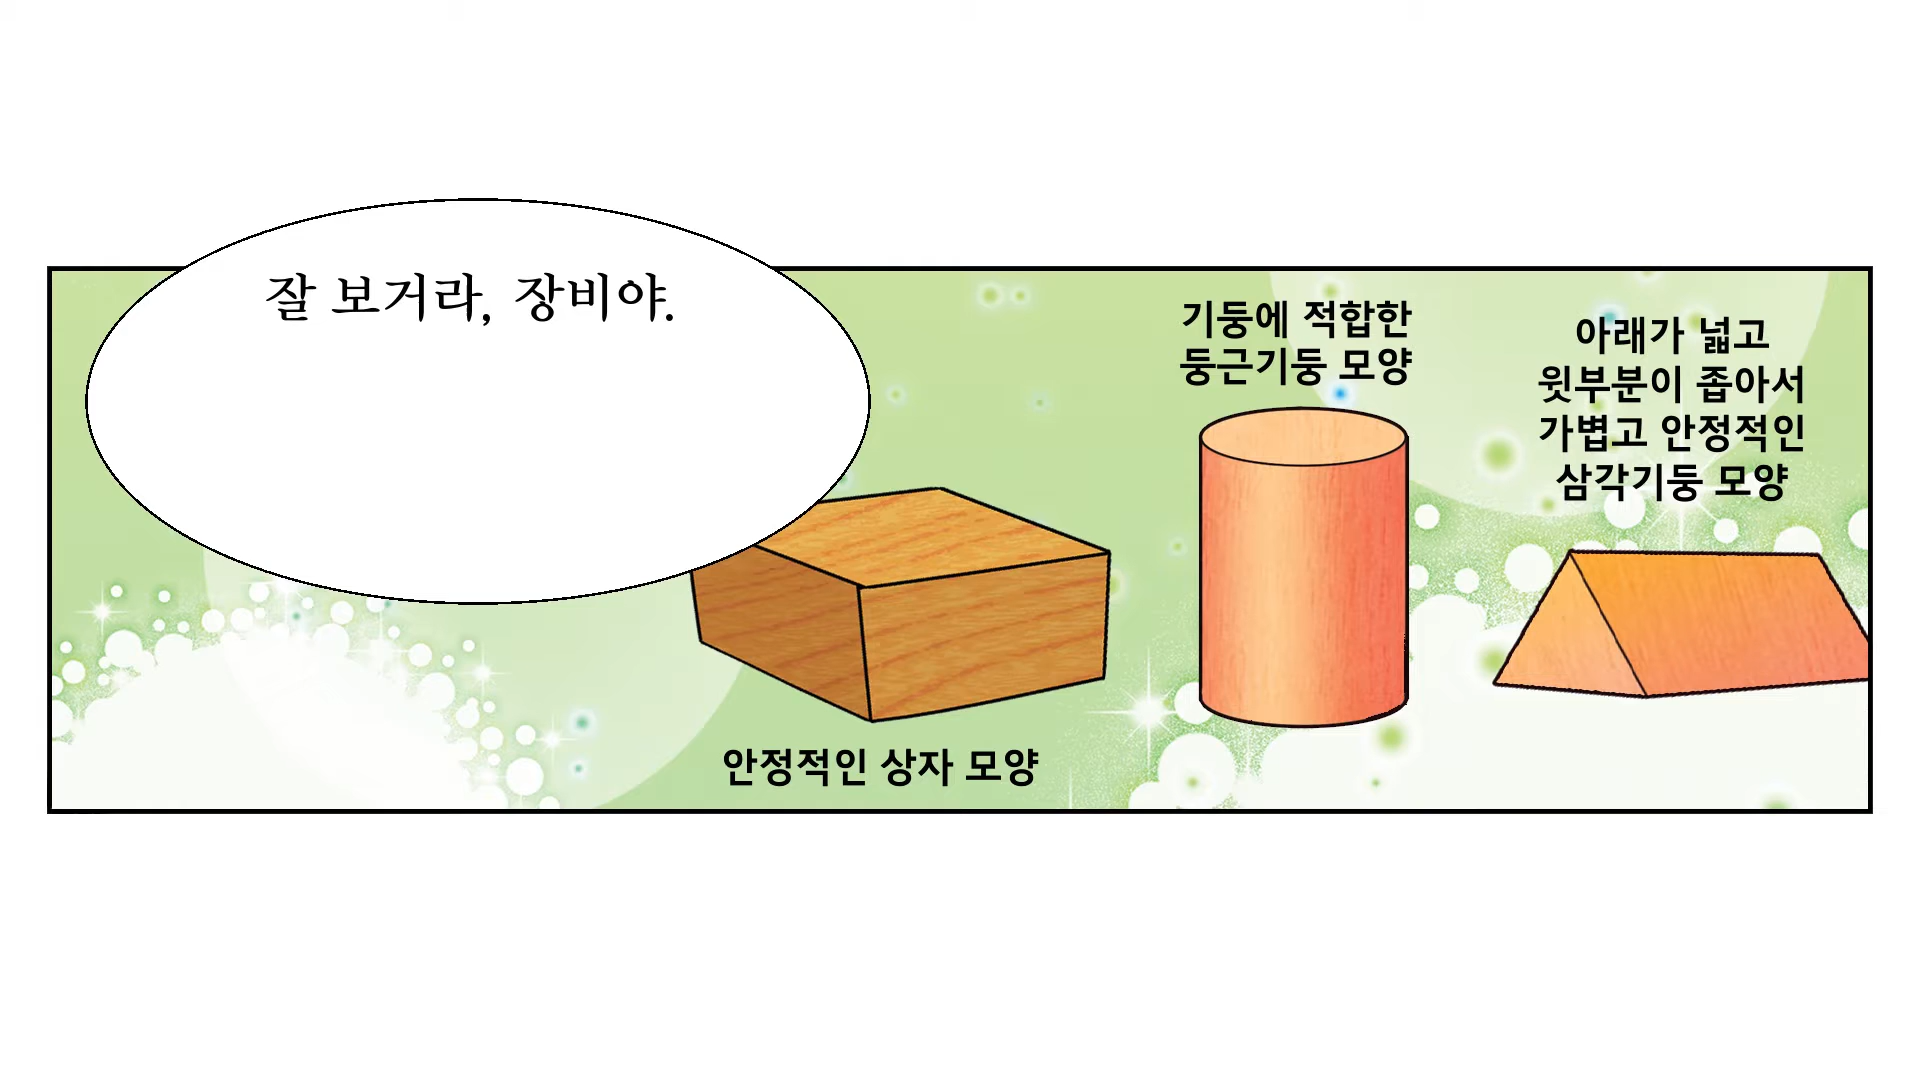 잘 보거라, 장비야.
기둥에 적합한
둥근기둥 모양
아래가 넓고
윗부분이 좁아서
가볍고 안정적인
삼각기둥 모양
안정적인 상자 모양